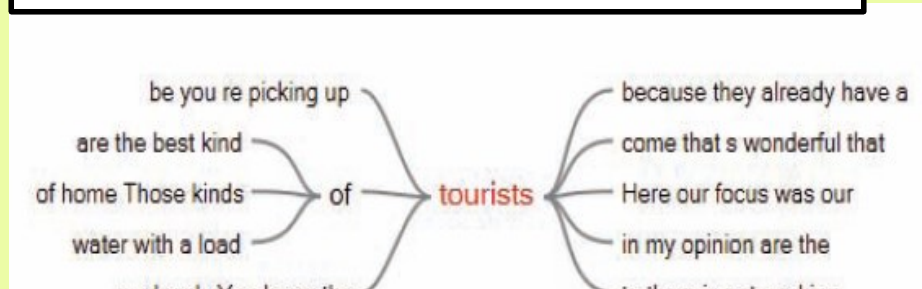 be you re picking up
are the best kind
of home Those kinds
water with a load
of
tourists
because they already have a
come that s wonderful that
Here our focus was our
in my opinion are the